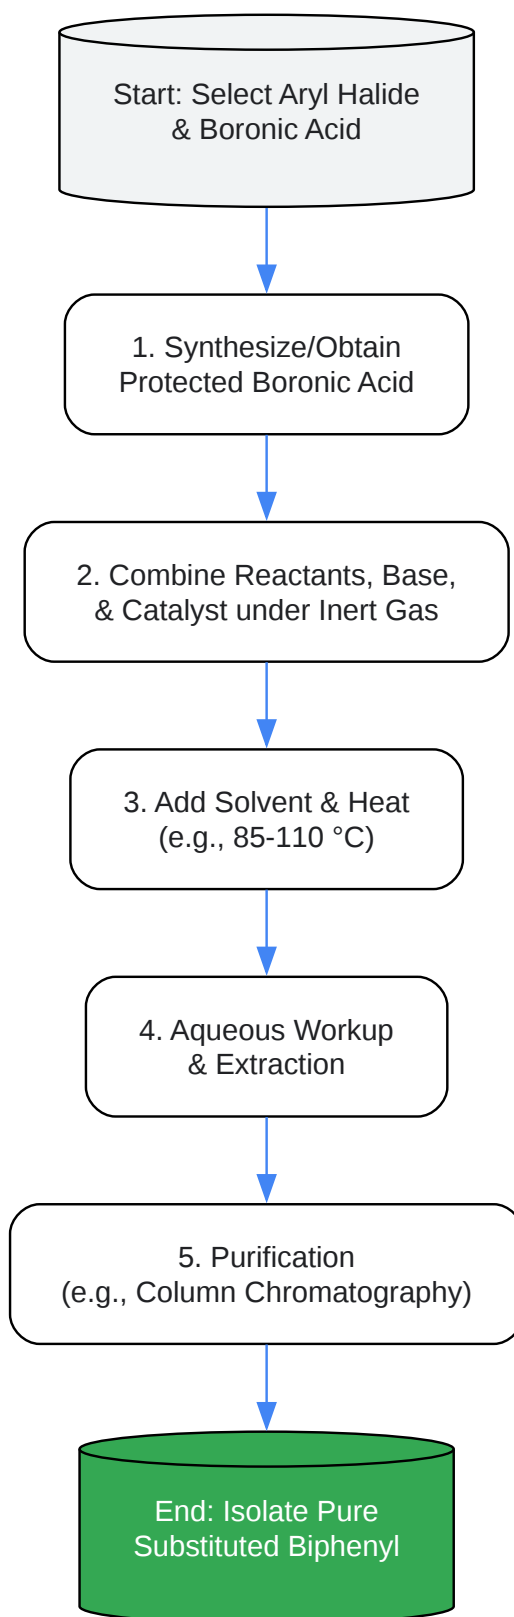 Start: Select Aryl Halide
& Boronic Acid
1. Synthesize/Obtain
Protected Boronic Acid
2. Combine Reactants, Base,
& Catalyst under Inert Gas
3. Add Solvent & Heat
(e.g., 85-110 °C)
4. Aqueous Workup
& Extraction
5. Purification
(e.g., Column Chromatography)
End: Isolate Pure
Substituted Biphenyl